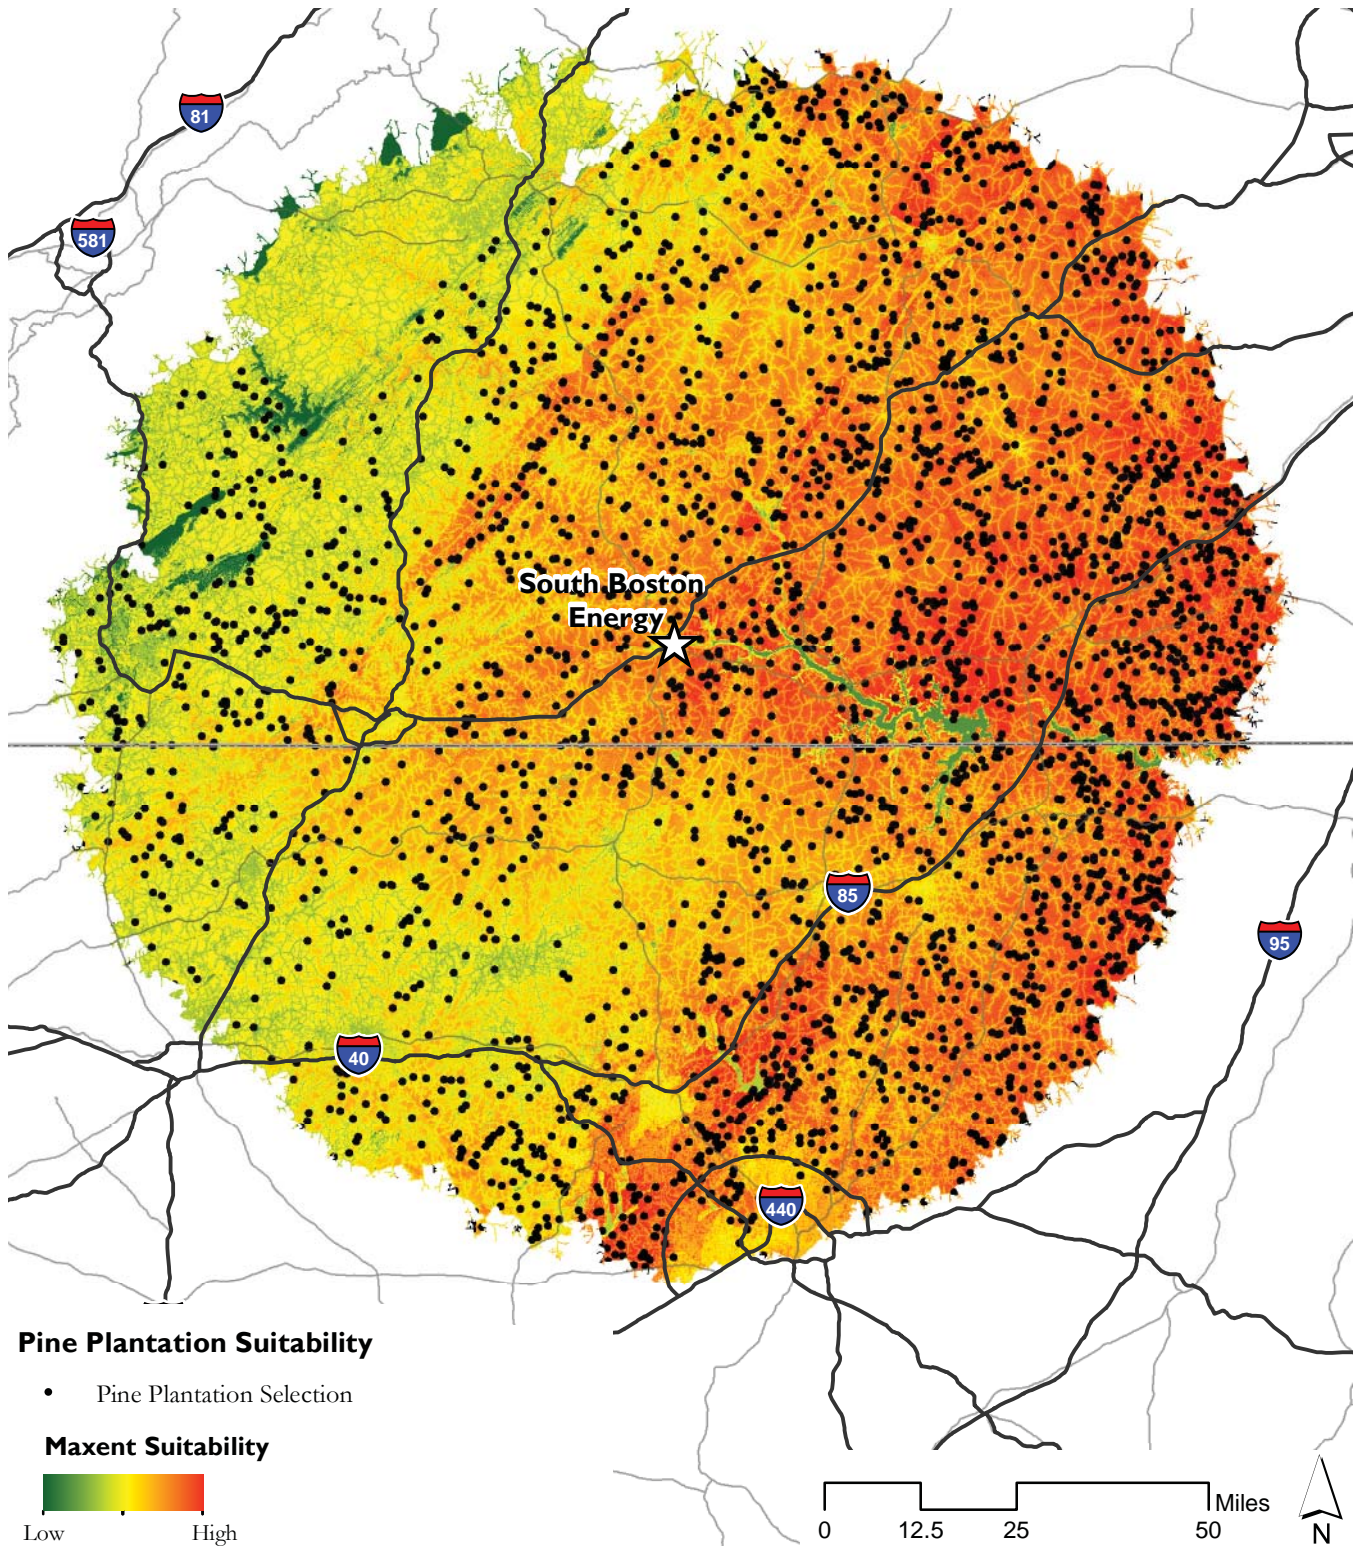 81
581
South Boston
Energy
85
95
40
440
Pine Plantation Suitability
• Pine Plantation Selection
Maxent Suitability
Low High
Miles
0 12.5 25 50
N